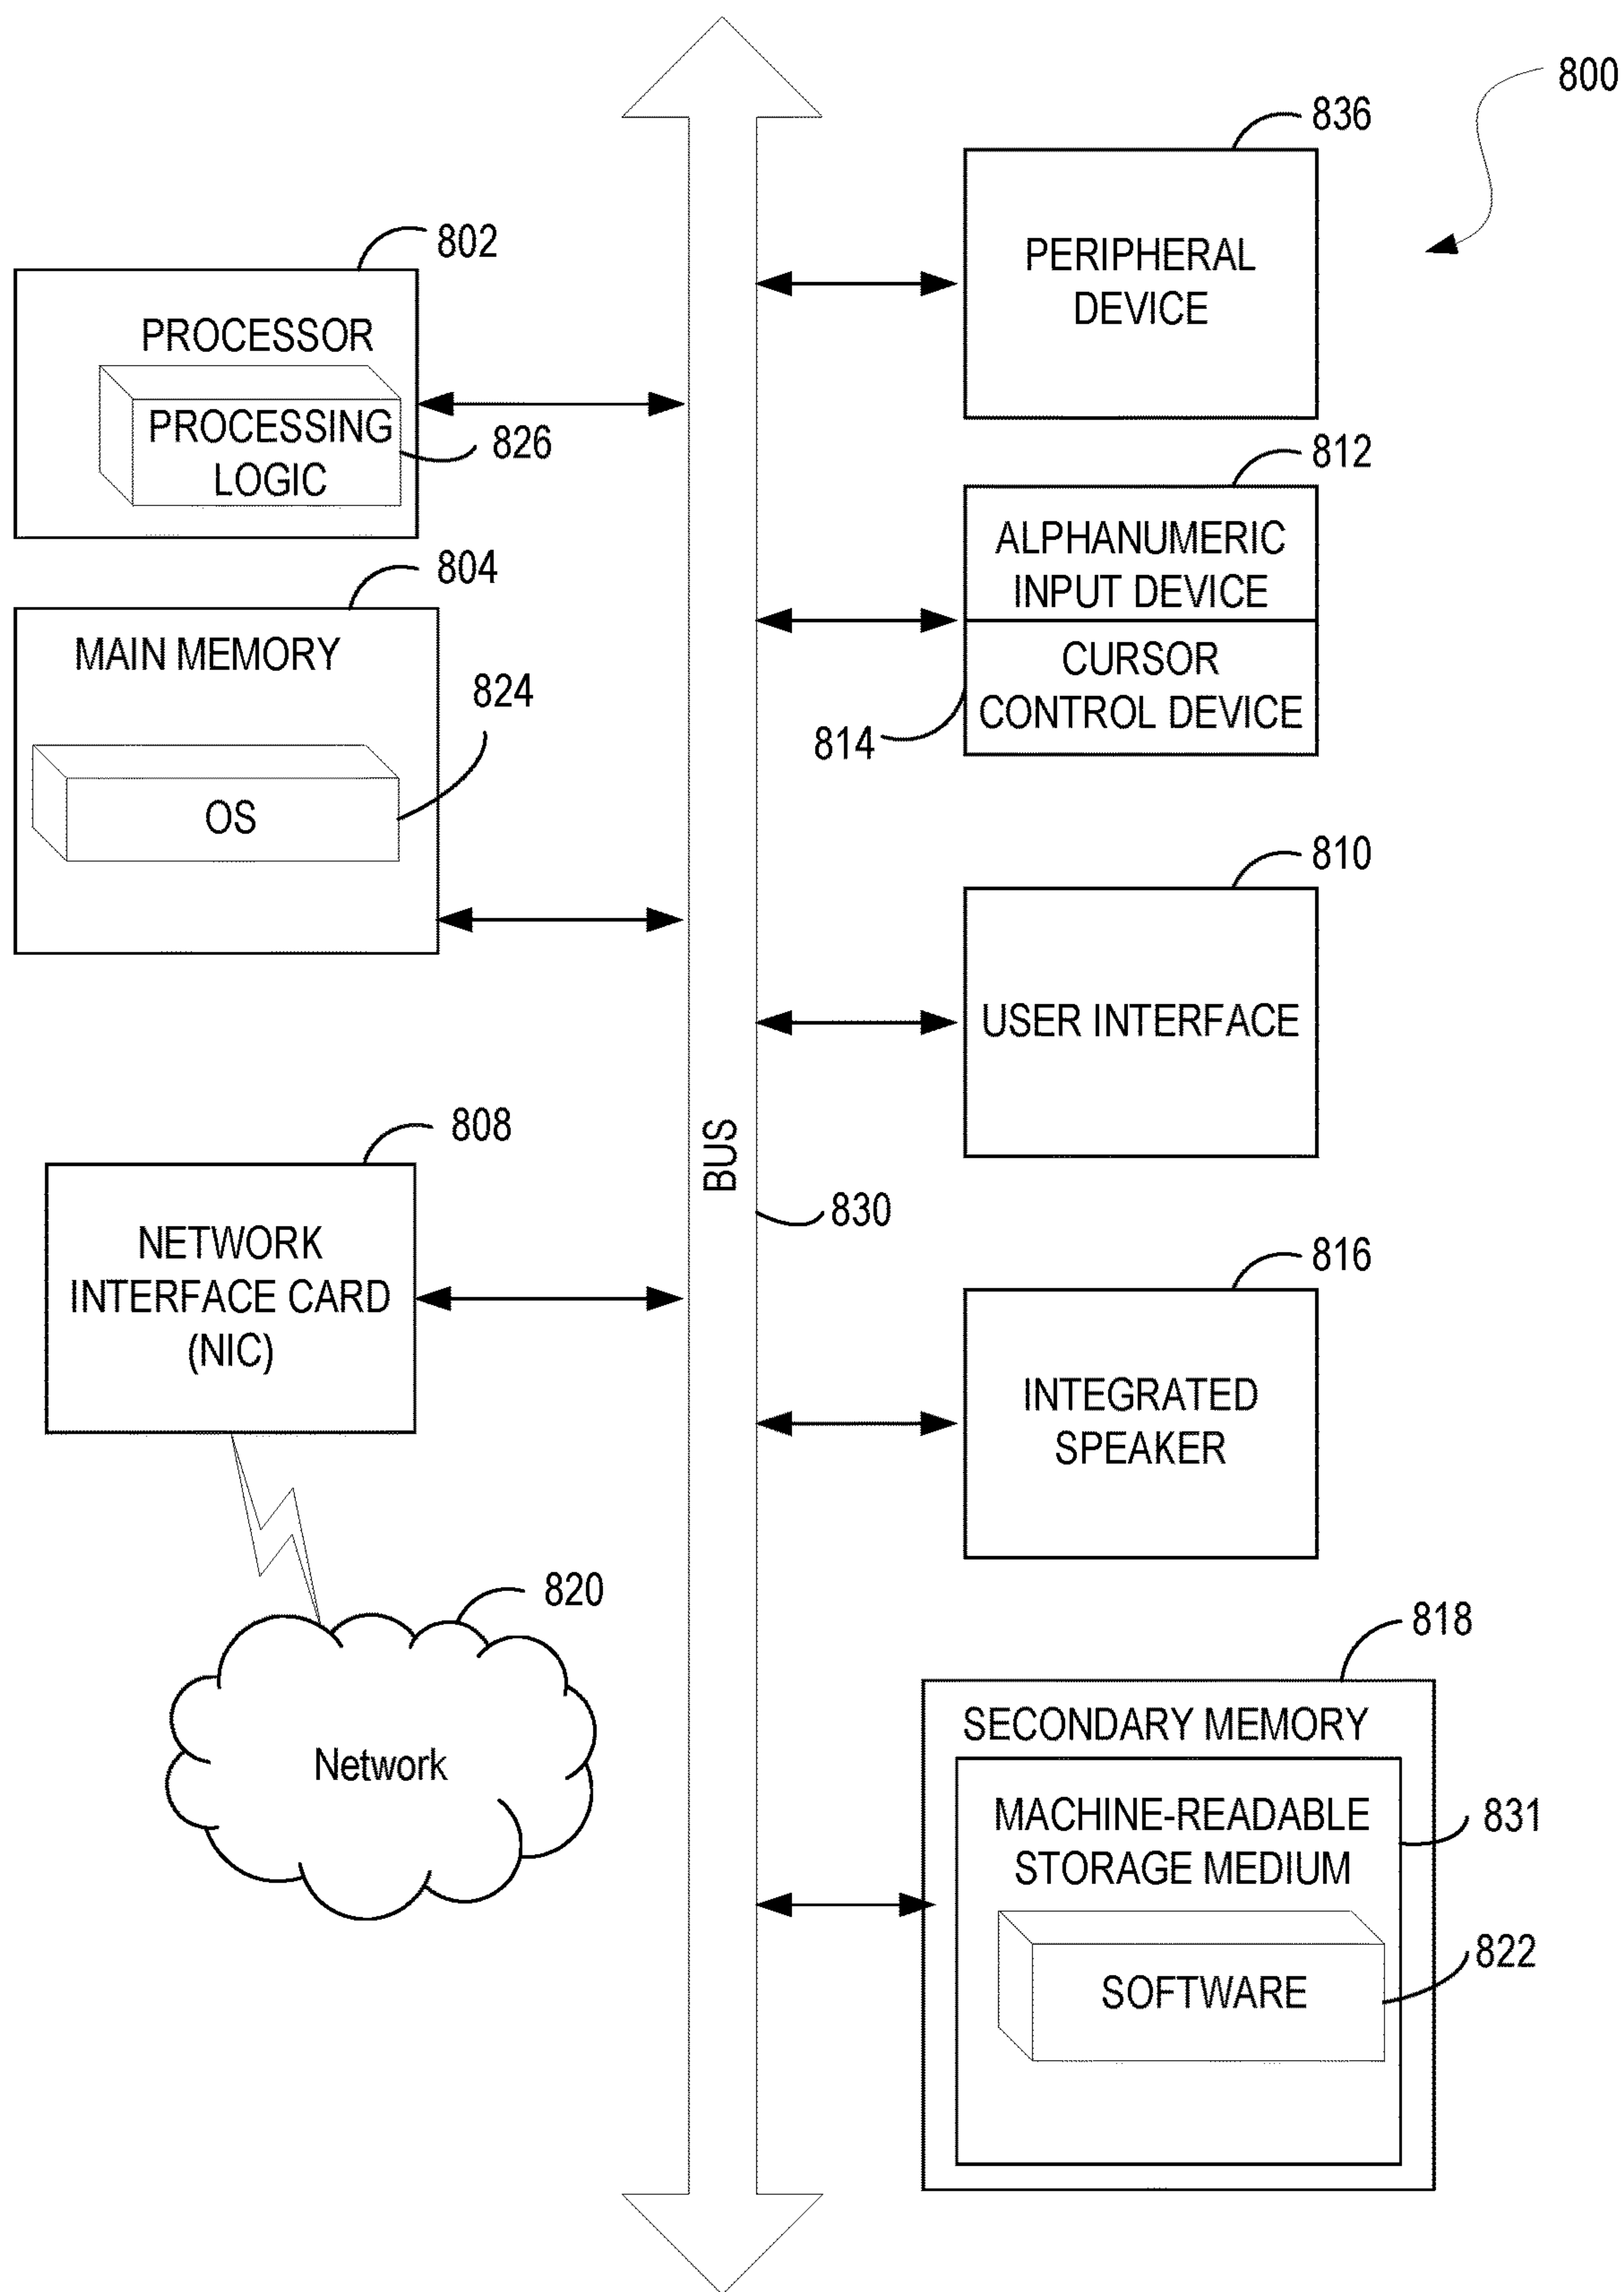 800
836
PERIPHERAL
DEVICE
802
PROCESSOR
PROCESSING
LOGIC
826
812
ALPHANUMERIC
INPUT DEVICE
CURSOR
CONTROL DEVICE
814
804
MAIN MEMORY
824
OS
810
USER INTERFACE
808
NETWORK
INTERFACE CARD
(NIC)
BUS
830
816
INTEGRATED
SPEAKER
820
Network
818
SECONDARY MEMORY
MACHINE-READABLE
STORAGE MEDIUM
831
SOFTWARE
822